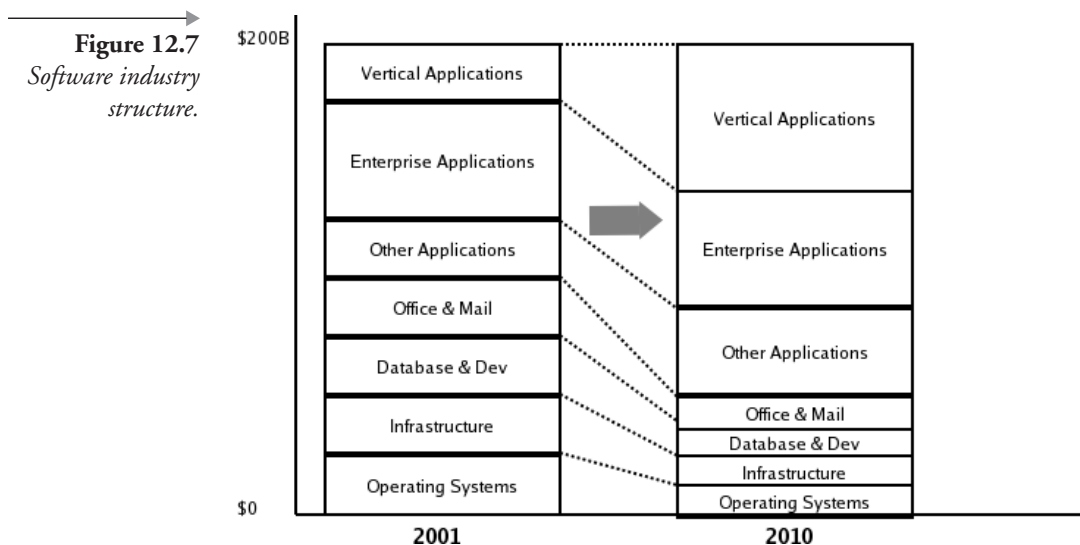 Figure 12.7
Software industry
structure.
$200B
Vertical Applications
Enterprise Applications
Other Applications
Office & Mail
Database & Dev
Infrastructure
Operating Systems
$0
2001
Vertical Applications
Enterprise Applications
Other Applications
Office & Mail
Database & Dev
Infrastructure
Operating Systems
2010